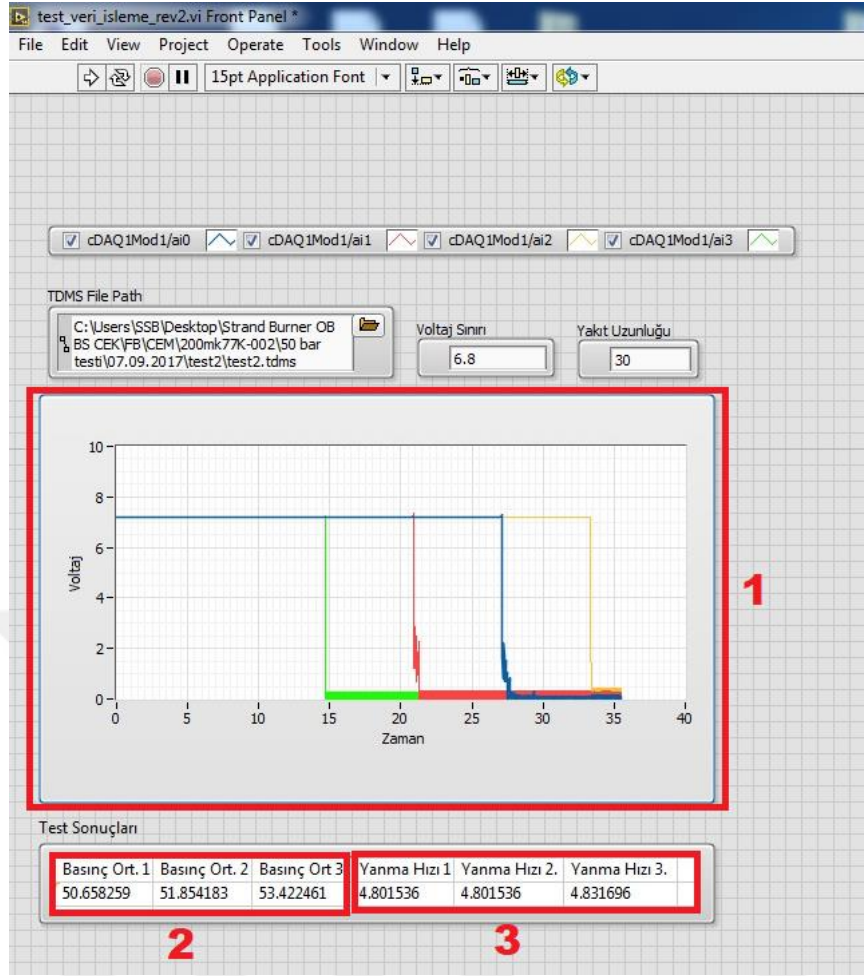 test_veri_isleme_rev2.vi Front Panel *
File Edit View Project Operate Tools Window Help
15pt Application Font
cDAQ1Mod1/ai0 cDAQ1Mod1/ai1 cDAQ1Mod1/ai2 cDAQ1Mod1/ai3
TDMS File Path
C:\Users\SSB\Desktop\Strand Burner OB
BS CEK\FB\CEM\200mk77K-002\50 bar
testi\07.09.2017\test2\test2.tdms
Voltaj Sınırı
6.8
Yakıt Uzunluğu
30
10
8
6
4
2
0
Voltaj
0 5 10 15 20 25 30 35 40
Zaman
1
Test Sonuçları
Basınç Ort. 1 Basınç Ort. 2 Basınç Ort 3 Yanma Hızı 1 Yanma Hızı 2. Yanma Hızı 3.
50.658259 51.854183 53.422461 4.801536 4.801536 4.831696
2 3